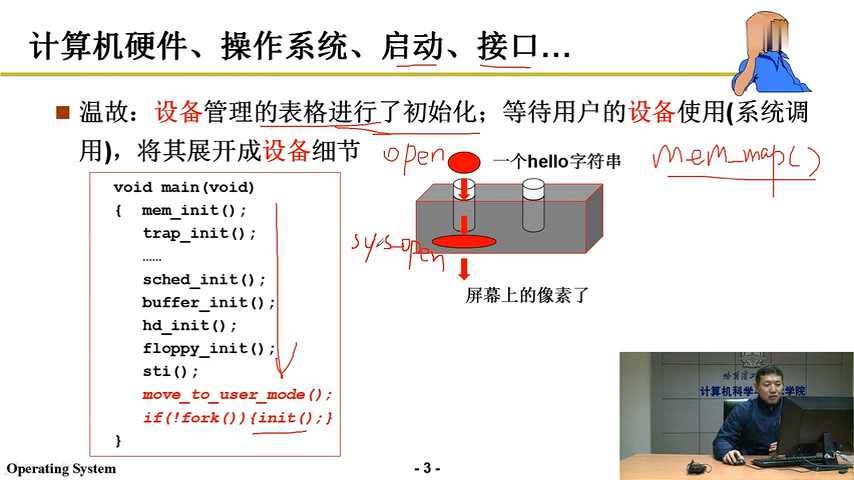 计算机硬件、操作系统、启动、接口…
温故：设备管理的表格进行了初始化；等待用户的设备使用(系统调
用)，将其展开成设备细节
open
一个hello字符串
mem_map()
void main(void)
{ mem_init();
trap_init();
……
sched_init();
buffer_init();
hd_init();
floppy_init();
sti();
move_to_user_mode();
if(!fork()){init();}
}
sys_open
屏幕上的像素了
计算机科学
学院
Operating System
- 3 -